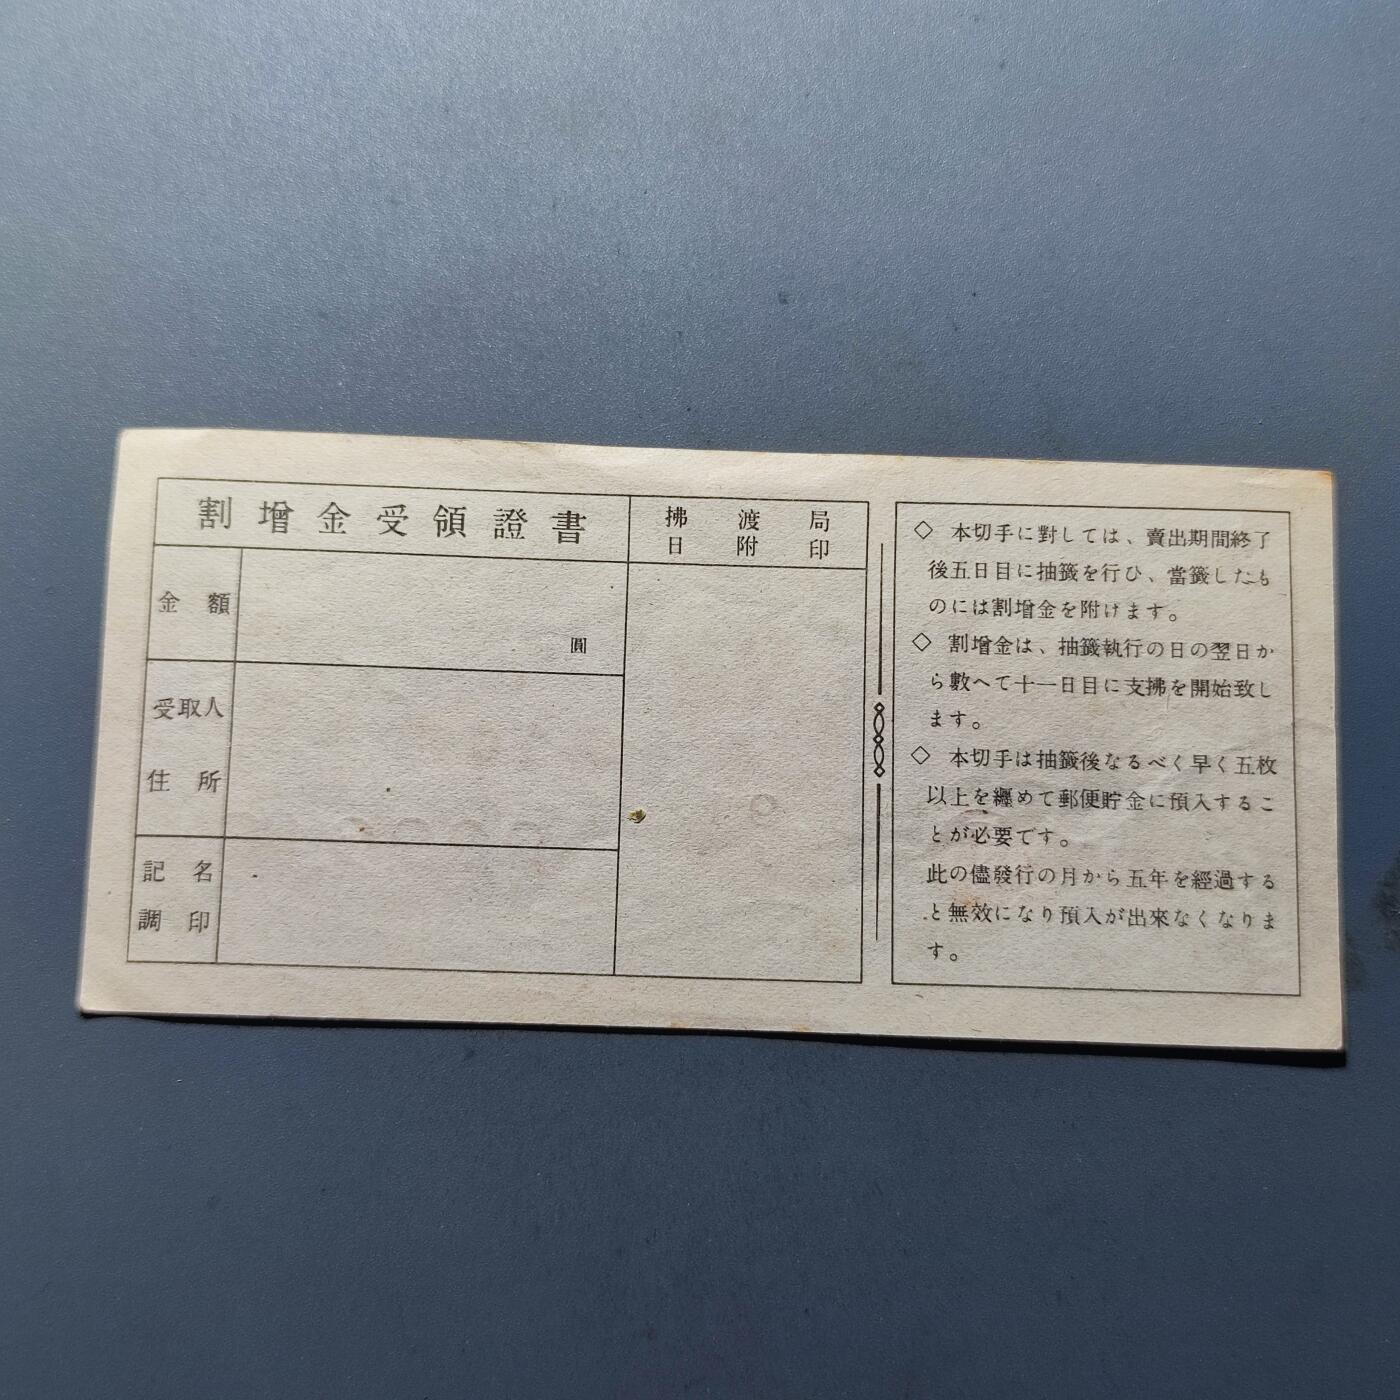 割增金受領證書
拂渡局
日附印
金額
圓
受取人
住所
記名
調印
◇ 本切手に對しては、賣出期間終了
後五日目に抽籤を行ひ、當籤したも
のには割增金を附けます。
◇ 割增金は、抽籤執行の日の翌日か
ら數へて十一日目に支拂を開始致し
ます。
◇ 本切手は抽籤後なるべく早く五枚
以上を纒めて郵便貯金に預入するこ
とが必要です。
此の儘發行の月から五年を經過する
と無效になり預入が出來なくなりま
す。